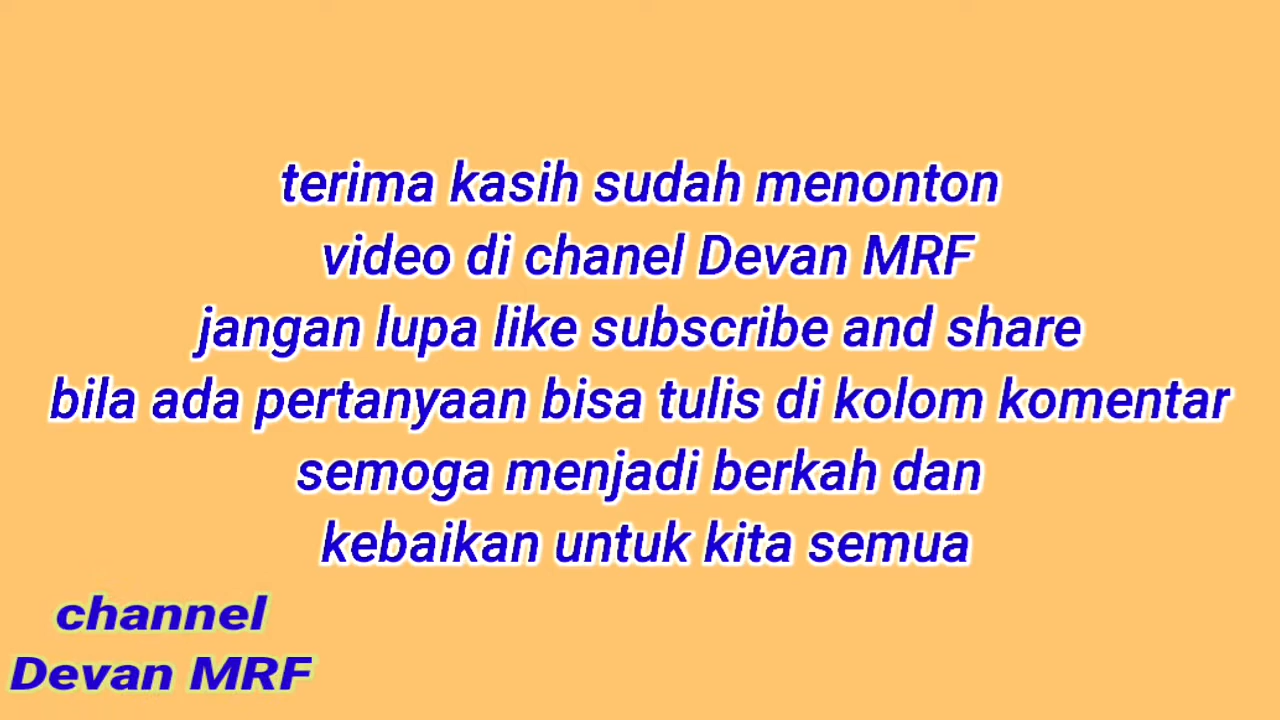 terima kasih sudah menonton
video di chanel Devan MRF
jangan lupa like subscribe and share
bila ada pertanyaan bisa tulis di kolom komentar
semoga menjadi berkah dan
kebaikan untuk kita semua
channel
Devan MRF